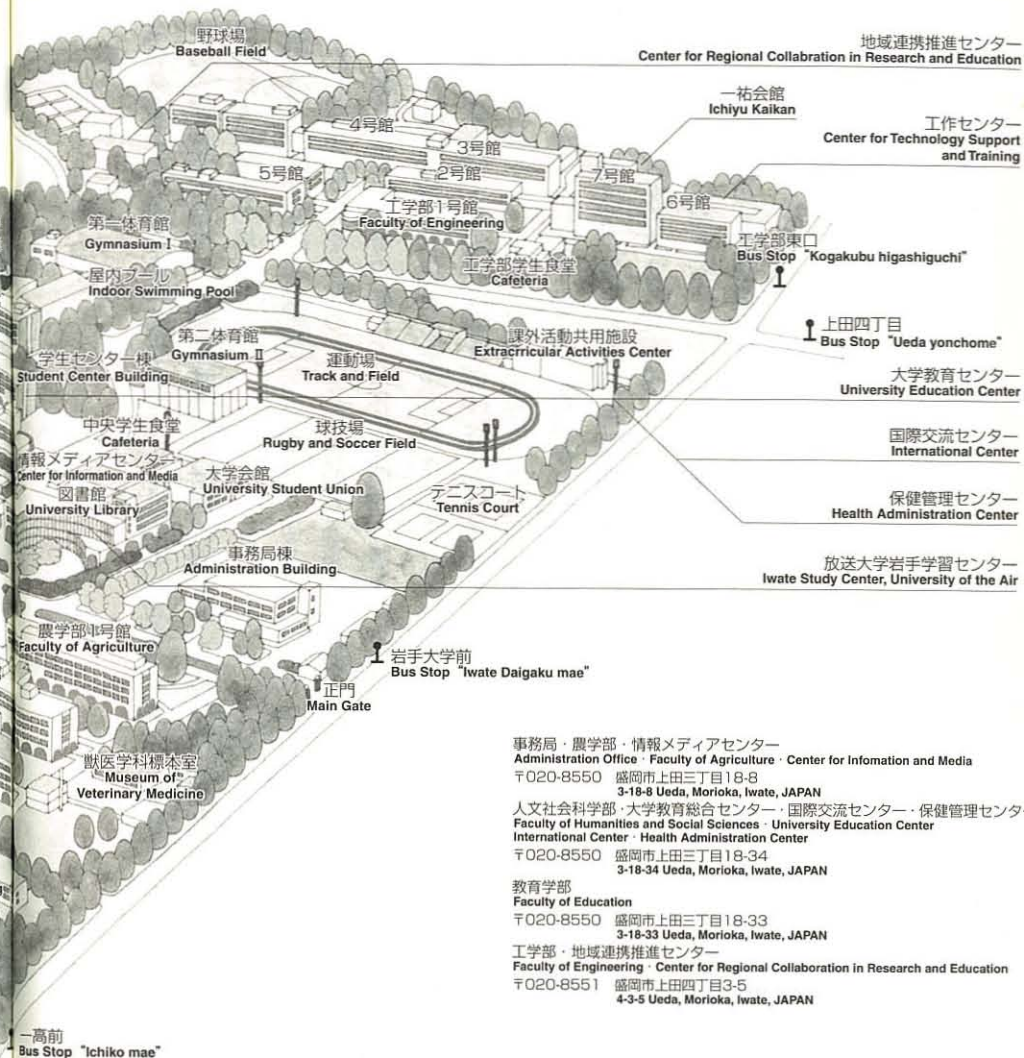 野球場
Baseball Field
地域連携推進センター
Center for Regional Collabration in Research and Education
一祐会館
Ichiyu Kaikan
工作センター
Center for Technology Support
and Training
4号館
3号館
5号館
2号館
7号館
6号館
工学部1号館
Faculty of Engineering
第一体育館
Gymnasium I
工学部学生食堂
Cafeteria
工学部東口
Bus Stop "Kogakubu higashiguchi"
屋内プール
Indoor Swimming Pool
上田四丁目
Bus Stop "Ueda yonchome"
第二体育館
Gymnasium II
運動場
Track and Field
課外活動共用施設
Extracrricular Activities Center
学生センター棟
Student Center Building
大学教育センター
University Education Center
中央学生食堂
Cafeteria
球技場
Rugby and Soccer Field
国際交流センター
International Center
情報メディアセンター
Center for Information and Media
大学会館
University Student Union
図書館
University Library
テニスコート
Tennis Court
保健管理センター
Health Administration Center
事務局棟
Administration Building
放送大学岩手学習センター
Iwate Study Center, University of the Air
農学部1号館
Faculty of Agriculture
岩手大学前
Bus Stop "Iwate Daigaku mae"
正門
Main Gate
獣医学科標本室
Museum of
Veterinary Medicine
事務局・農学部・情報メディアセンター
Administration Office · Faculty of Agriculture · Center for Infomation and Media
〒020-8550 盛岡市上田三丁目18-8
3-18-8 Ueda, Morioka, Iwate, JAPAN
人文社会科学部・大学教育総合センター・国際交流センター・保健管理センタ
Faculty of Humanities and Social Sciences · University Education Center
International Center · Health Administration Center
〒020-8550 盛岡市上田三丁目18-34
3-18-34 Ueda, Morioka, Iwate, JAPAN
教育学部
Faculty of Education
〒020-8550 盛岡市上田三丁目18-33
3-18-33 Ueda, Morioka, Iwate, JAPAN
工学部・地域連携推進センター
Faculty of Engineering · Center for Regional Collaboration in Research and Education
〒020-8551 盛岡市上田四丁目3-5
4-3-5 Ueda, Morioka, Iwate, JAPAN
一高前
Bus Stop "Ichiko mae"